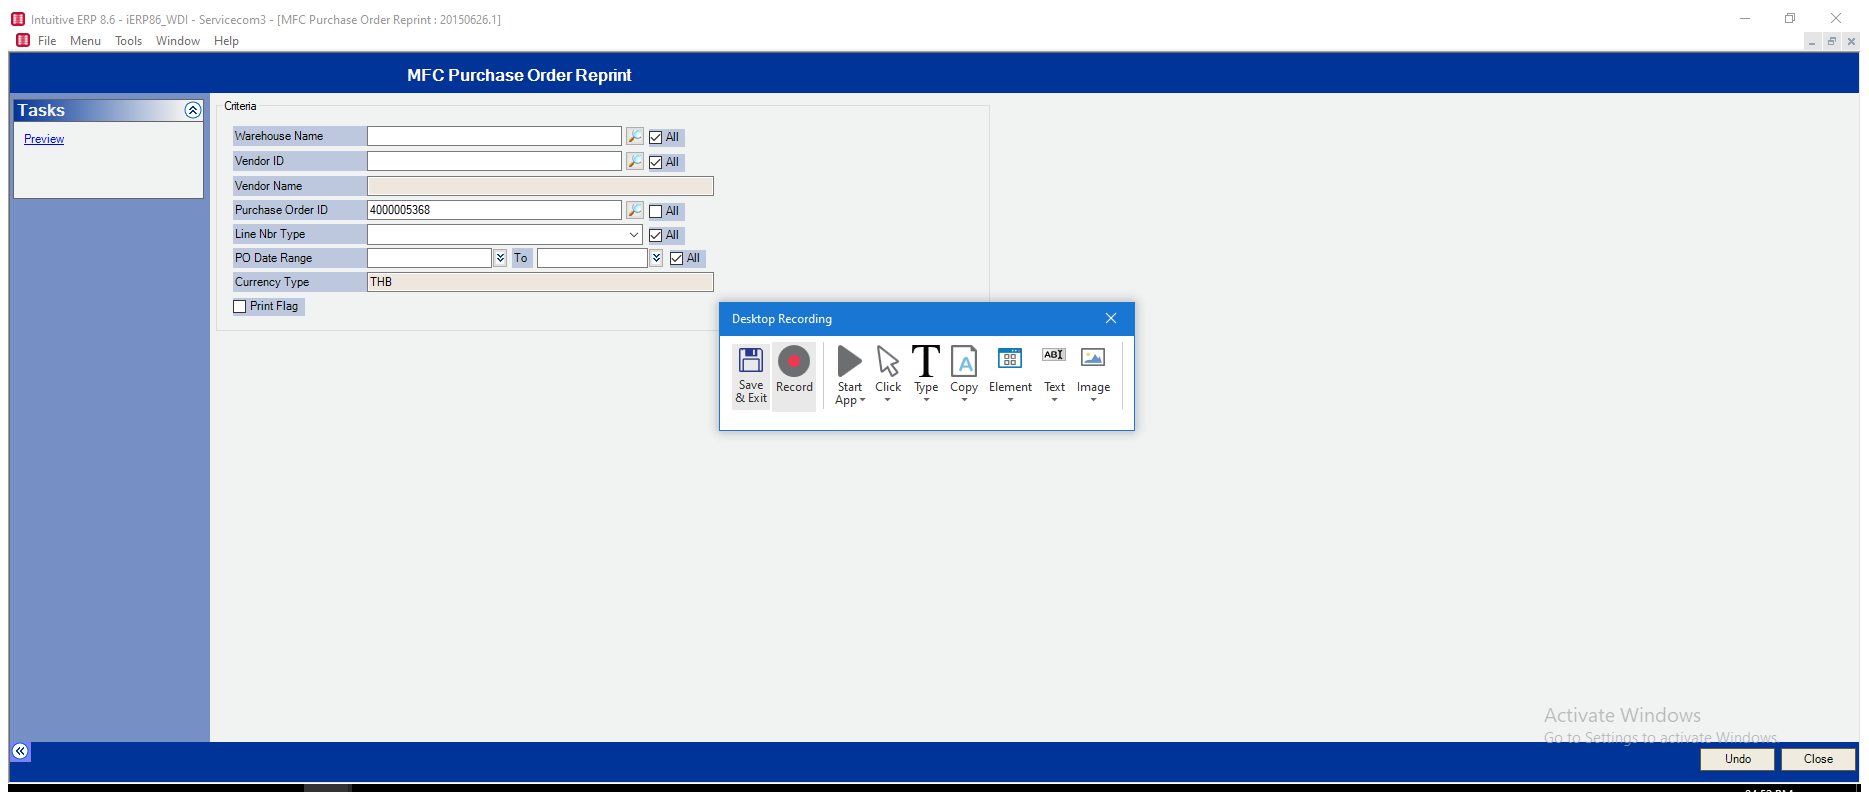 Intuitive ERP 8.6 - iERP86_WDI - Servicecom3 - [MFC Purchase Order Reprint : 20150626.1]
File Menu Tools Window Help
MFC Purchase Order Reprint
Tasks
Preview
Criteria
Warehouse Name All
Vendor ID All
Vendor Name
Purchase Order ID 4000005368 All
Line Nbr Type All
PO Date Range To All
Currency Type THB
Print Flag
Desktop Recording
Save & Exit
Record
Start App
Click
Type
Copy
Element
ABI
Text
Image
Activate Windows
Go to Settings to activate Windows.
Undo Close